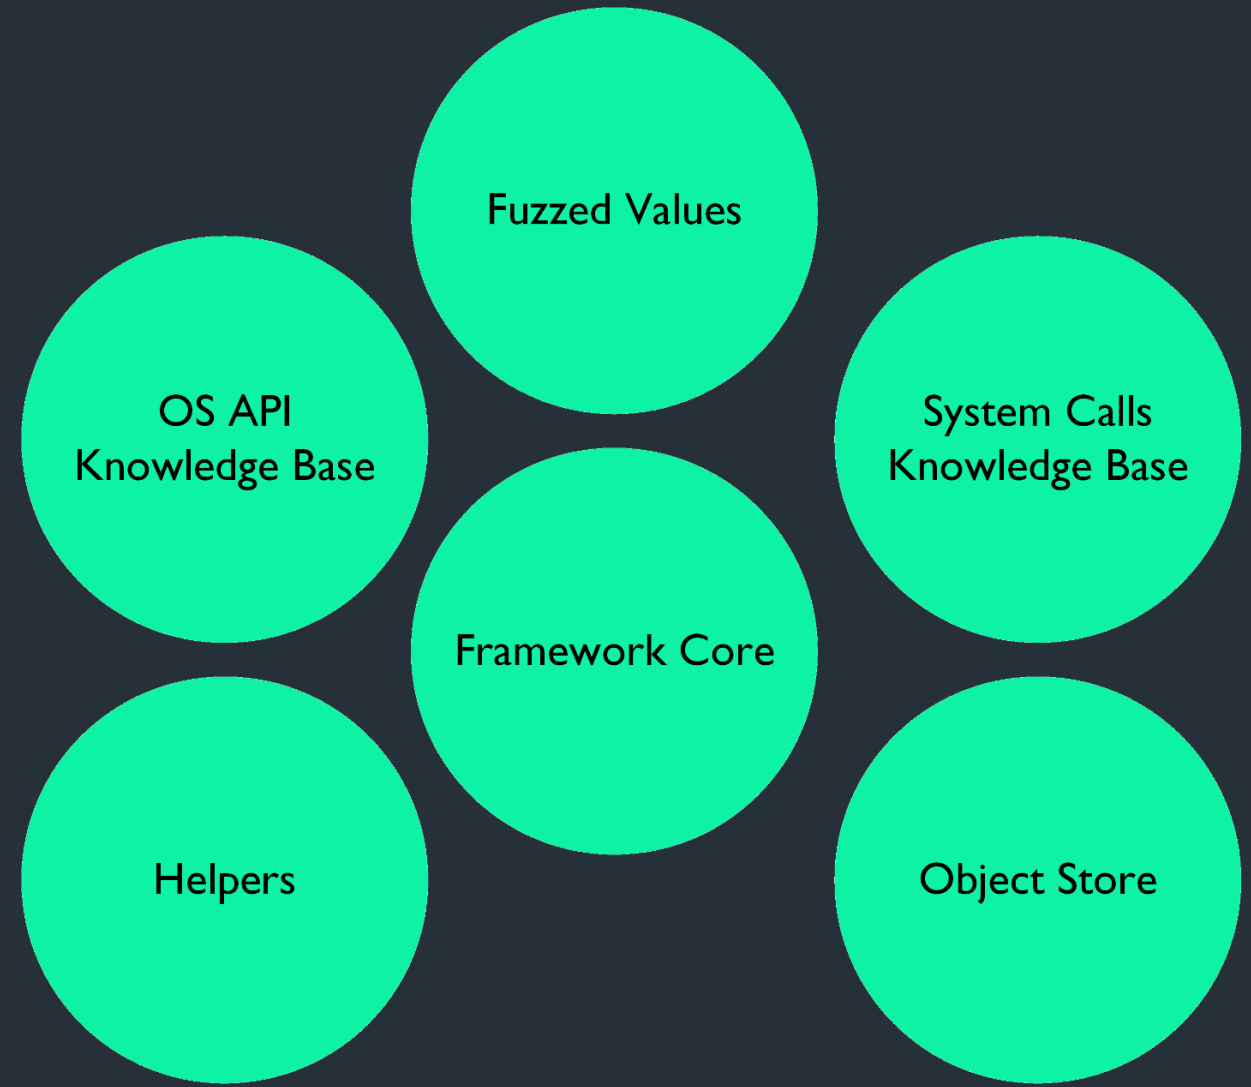 Fuzzed Values
OS API
Knowledge Base
System Calls
Knowledge Base
Framework Core
Helpers
Object Store